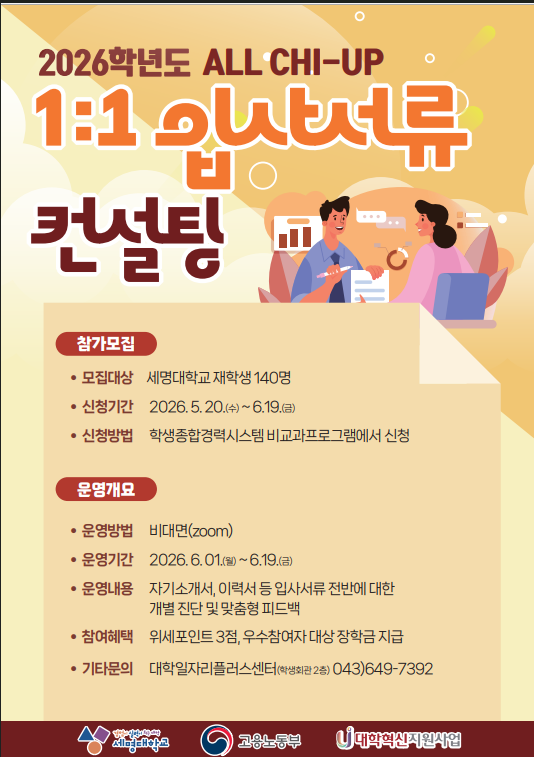 2026학년도 ALL CHI-UP
1:1 입사서류
컨설팅
참가모집
• 모집대상 세명대학교 재학생 140명
• 신청기간 2026. 5. 20.(수) ~ 6.19.(금)
• 신청방법 학생종합경력시스템 비교과프로그램에서 신청
운영개요
• 운영방법 비대면(zoom)
• 운영기간 2026. 6. 01.(월) ~ 6.19.(금)
• 운영내용 자기소개서, 이력서 등 입사서류 전반에 대한
개별 진단 및 맞춤형 피드백
• 참여혜택 위세포인트 3점, 우수참여자 대상 장학금 지급
• 기타문의 대학일자리플러스센터(학생회관 2층) 043)649-7392
세명대학교
고용노동부
대학혁신지원사업